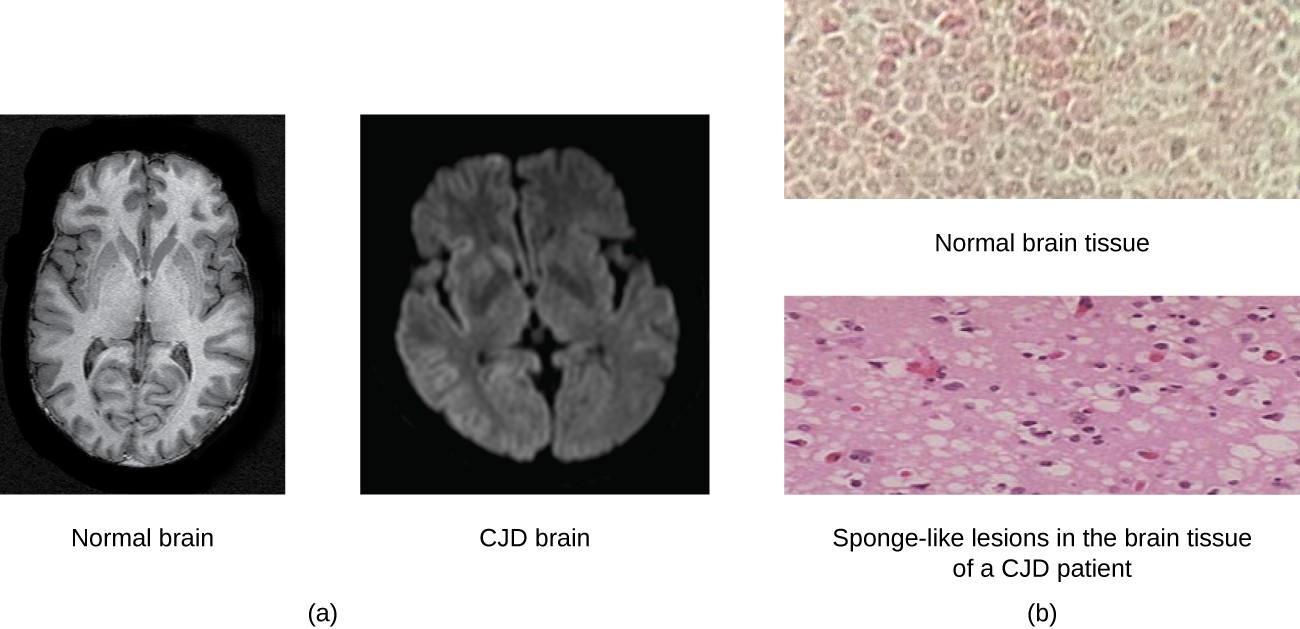 Normal brain
CJD brain
(a)
Normal brain tissue
Sponge-like lesions in the brain tissue
of a CJD patient
(b)